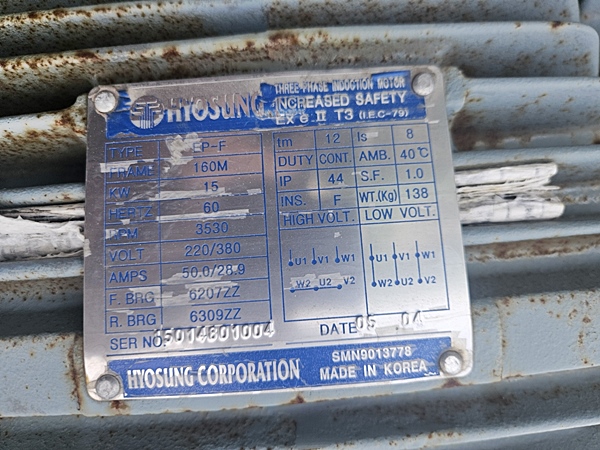 HYOSUNG
THREE-PHASE INDUCTION MOTOR
INCREASED SAFETY
Ex e II T3 (I.E.C-79)
TYPE EP-F
FRAME 160M
KW 15
HERTZ 60
RPM 3530
VOLT 220/380
AMPS 50.0/28.9
F. BRG 6207ZZ
R. BRG 6309ZZ
SER NO.
tm 12 Is 8
DUTY CONT. AMB. 40°C
IP 44 S.F. 1.0
INS. F WT.(Kg) 138
HIGH VOLT. LOW VOLT.
U1 V1 W1 U1 V1 W1
W2 U2 V2 W2 U2 V2
DATE 05 04
HYOSUNG CORPORATION
SMN9013778
MADE IN KOREA